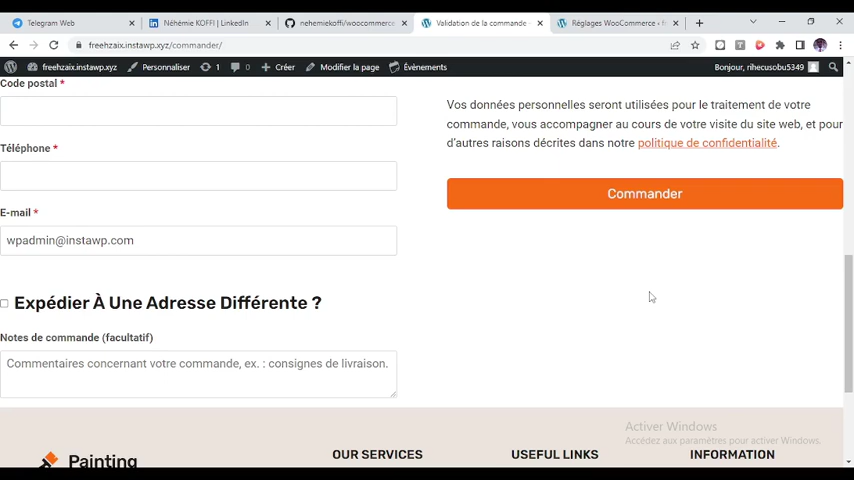 Telegram Web
Néhémie KOFFI | LinkedIn
nehemiekoffi/woocommerce
Validation de la commande –
Réglages WooCommerce ‹ fr
freehzaix.instawp.xyz/commander/
freehzaix.instawp.xyz
Personnaliser
1
0
Créer
Modifier la page
Évènements
Bonjour, rihecusobu5349
Code postal *
Téléphone *
E-mail *
wpadmin@instawp.com
Expédier À Une Adresse Différente ?
Notes de commande (facultatif)
Commentaires concernant votre commande, ex. : consignes de livraison.
Vos données personnelles seront utilisées pour le traitement de votre
commande, vous accompagner au cours de votre visite du site web, et pour
d’autres raisons décrites dans notre politique de confidentialité.
Commander
Activer Windows
Accédez aux paramètres pour activer Windows.
Painting
OUR SERVICES
USEFUL LINKS
INFORMATION